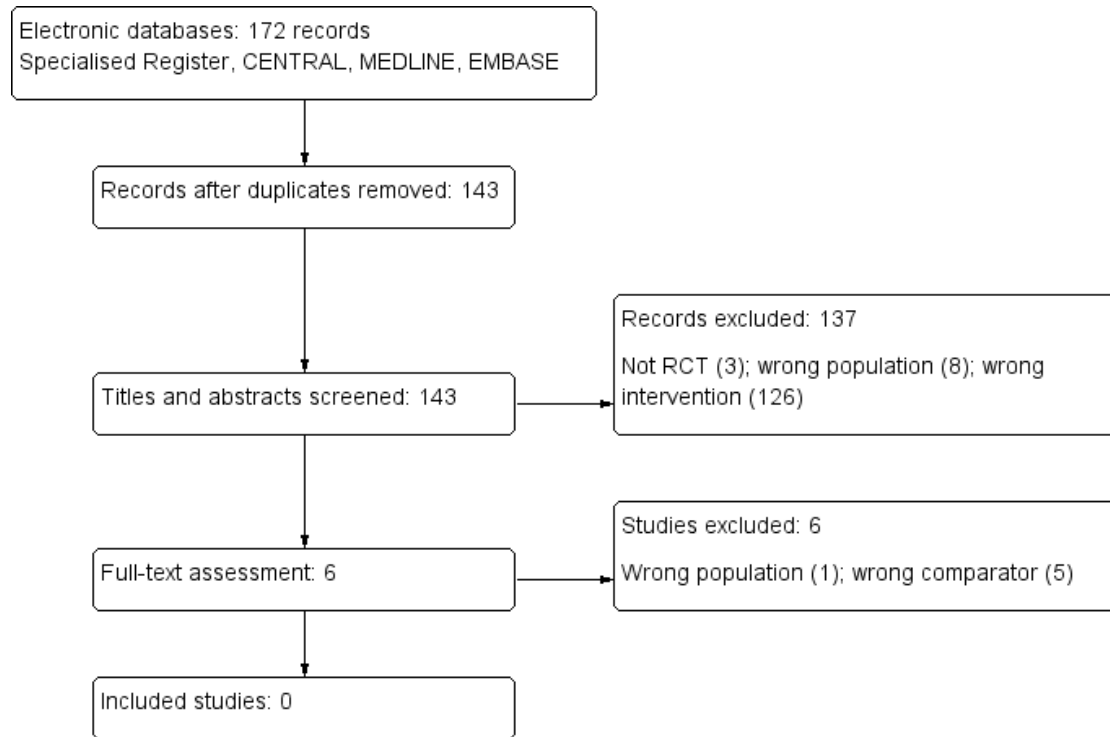 Electronic databases: 172 records
Specialised Register, CENTRAL, MEDLINE, EMBASE
Records after duplicates removed: 143
Records excluded: 137
Not RCT (3); wrong population (8); wrong
intervention (126)
Titles and abstracts screened: 143
Studies excluded: 6
Wrong population (1); wrong comparator (5)
Full-text assessment: 6
Included studies: 0